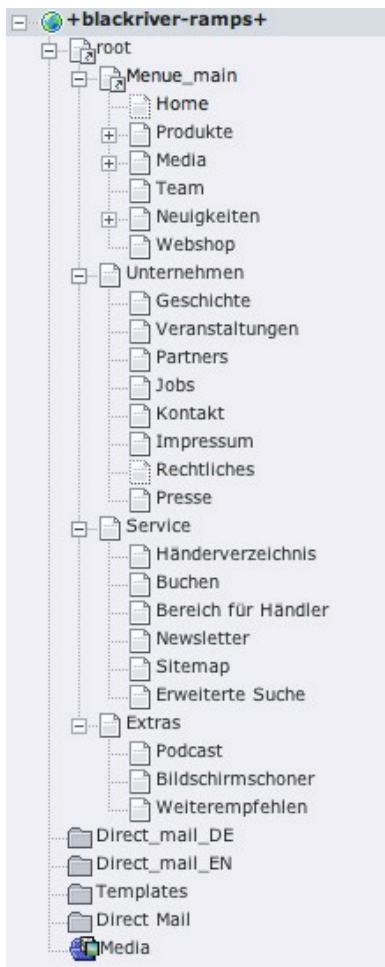 +blackriver-ramps+
root
Menue_main
Home
Produkte
Media
Team
Neuigkeiten
Webshop
Unternehmen
Geschichte
Veranstaltungen
Partners
Jobs
Kontakt
Impressum
Rechtliches
Presse
Service
Händerverzeichnis
Buchen
Bereich für Händler
Newsletter
Sitemap
Erweiterte Suche
Extras
Podcast
Bildschirmschoner
Weiterempfehlen
Direct_mail_DE
Direct_mail_EN
Templates
Direct Mail
Media